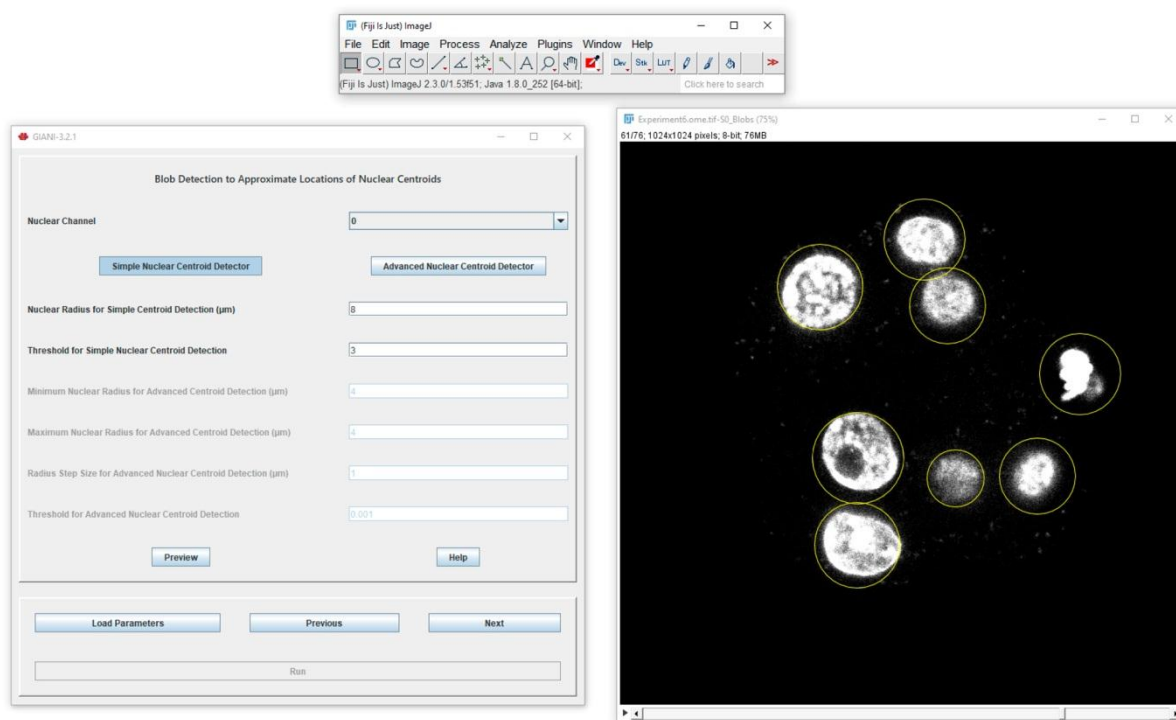 (Fiji Is Just) ImageJ
File Edit Image Process Analyze Plugins Window Help
Dev Stk LUT
(Fiji Is Just) ImageJ 2.3.0/1.53f51; Java 1.8.0_252 [64-bit];
Click here to search
GIANI-3.2.1
Blob Detection to Approximate Locations of Nuclear Centroids
Nuclear Channel
0
Simple Nuclear Centroid Detector
Advanced Nuclear Centroid Detector
Nuclear Radius for Simple Centroid Detection (µm)
8
Threshold for Simple Nuclear Centroid Detection
3
Minimum Nuclear Radius for Advanced Centroid Detection (µm)
4
Maximum Nuclear Radius for Advanced Centroid Detection (µm)
4
Radius Step Size for Advanced Nuclear Centroid Detection (µm)
1
Threshold for Advanced Nuclear Centroid Detection
0.001
Preview
Help
Load Parameters
Previous
Next
Run
Experiment6.ome.tif-S0_Blobs (75%)
61/76; 1024x1024 pixels; 8-bit; 76MB